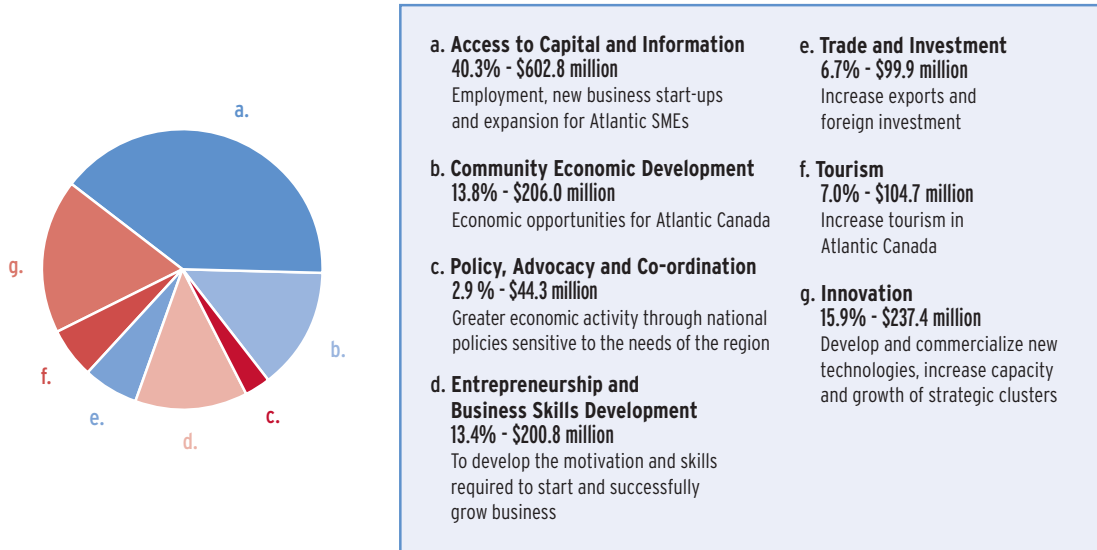 a.
b.
c.
d.
e.
f.
g.
a. Access to Capital and Information
40.3% - $602.8 million
Employment, new business start-ups
and expansion for Atlantic SMEs
b. Community Economic Development
13.8% - $206.0 million
Economic opportunities for Atlantic Canada
c. Policy, Advocacy and Co-ordination
2.9 % - $44.3 million
Greater economic activity through national
policies sensitive to the needs of the region
d. Entrepreneurship and
Business Skills Development
13.4% - $200.8 million
To develop the motivation and skills
required to start and successfully
grow business
e. Trade and Investment
6.7% - $99.9 million
Increase exports and
foreign investment
f. Tourism
7.0% - $104.7 million
Increase tourism in
Atlantic Canada
g. Innovation
15.9% - $237.4 million
Develop and commercialize new
technologies, increase capacity
and growth of strategic clusters